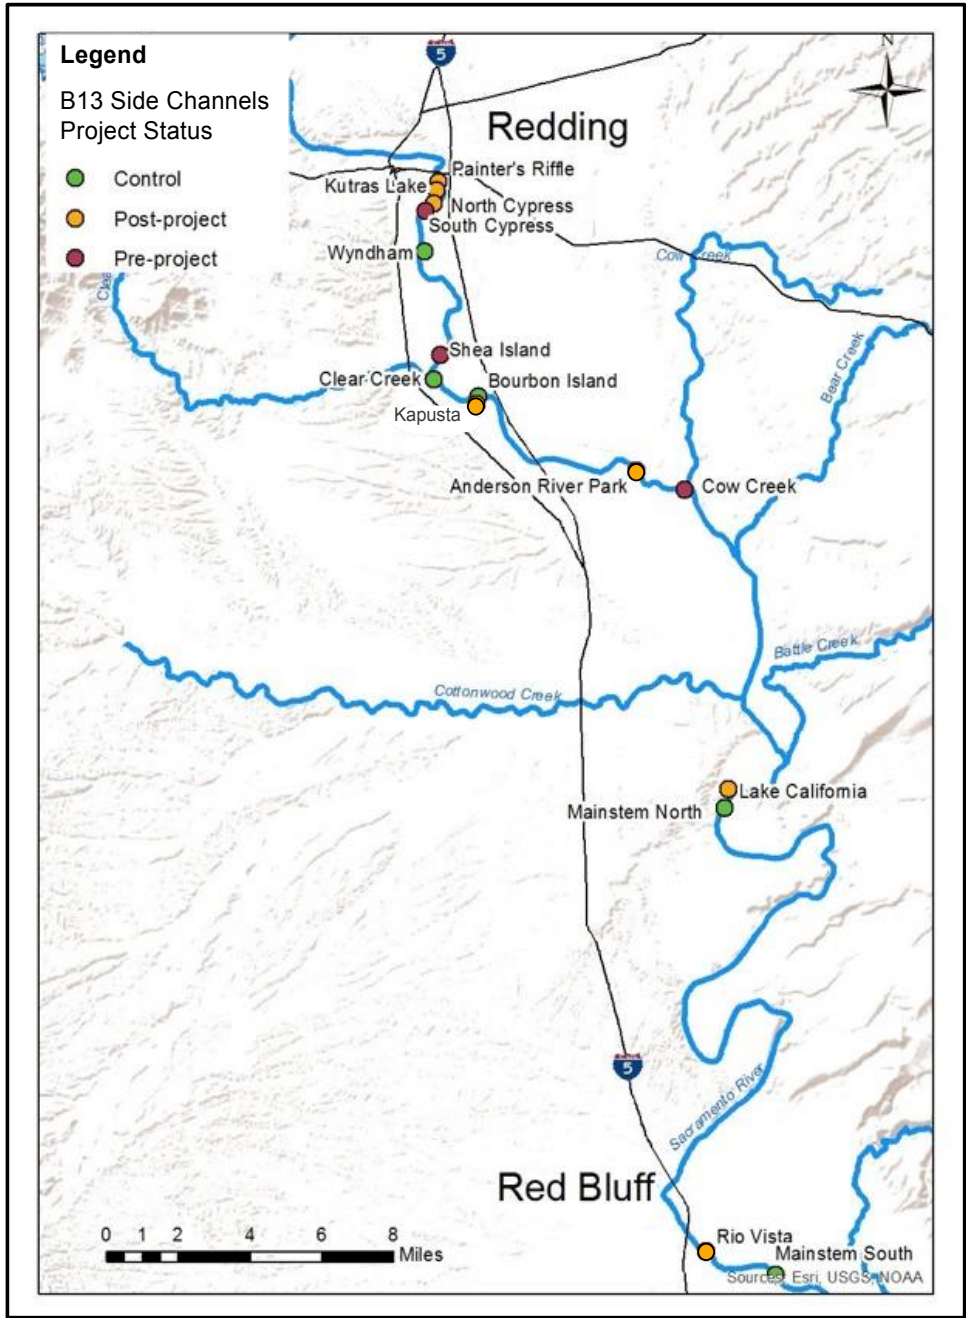 Legend
B13 Side Channels
Project Status
Control
Post-project
Pre-project
5
N
Redding
Painter's Riffle
Kutras Lake
North Cypress
South Cypress
Wyndham
Cow Creek
Clea
Shea Island
Bear Creek
Clear Creek
Bourbon Island
Kapusta
Anderson River Park
Cow Creek
Battle Creek
Cottonwood Creek
Lake California
Mainstem North
5
Sacramento River
Red Bluff
Rio Vista
Mainstem South
0 1 2 4 6 8
Miles
Sources: Esri, USGS, NOAA